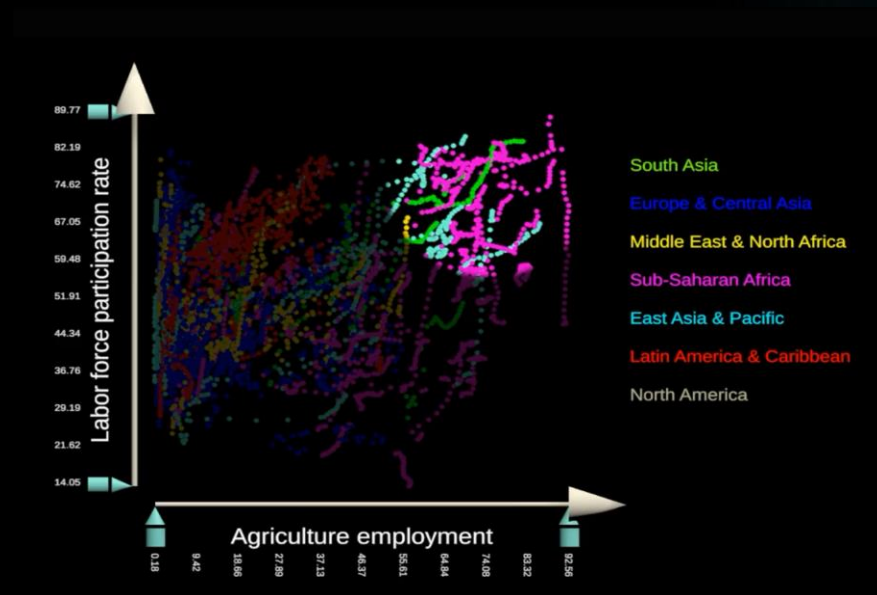 89.77
82.19
74.62
67.05
59.48
51.91
44.34
36.76
29.19
21.62
14.05
Labor force participation rate
South Asia
Europe & Central Asia
Middle East & North Africa
Sub-Saharan Africa
East Asia & Pacific
Latin America & Caribbean
North America
Agriculture employment
0.18
9.42
18.66
27.89
37.13
46.37
55.61
64.84
74.08
83.32
92.56